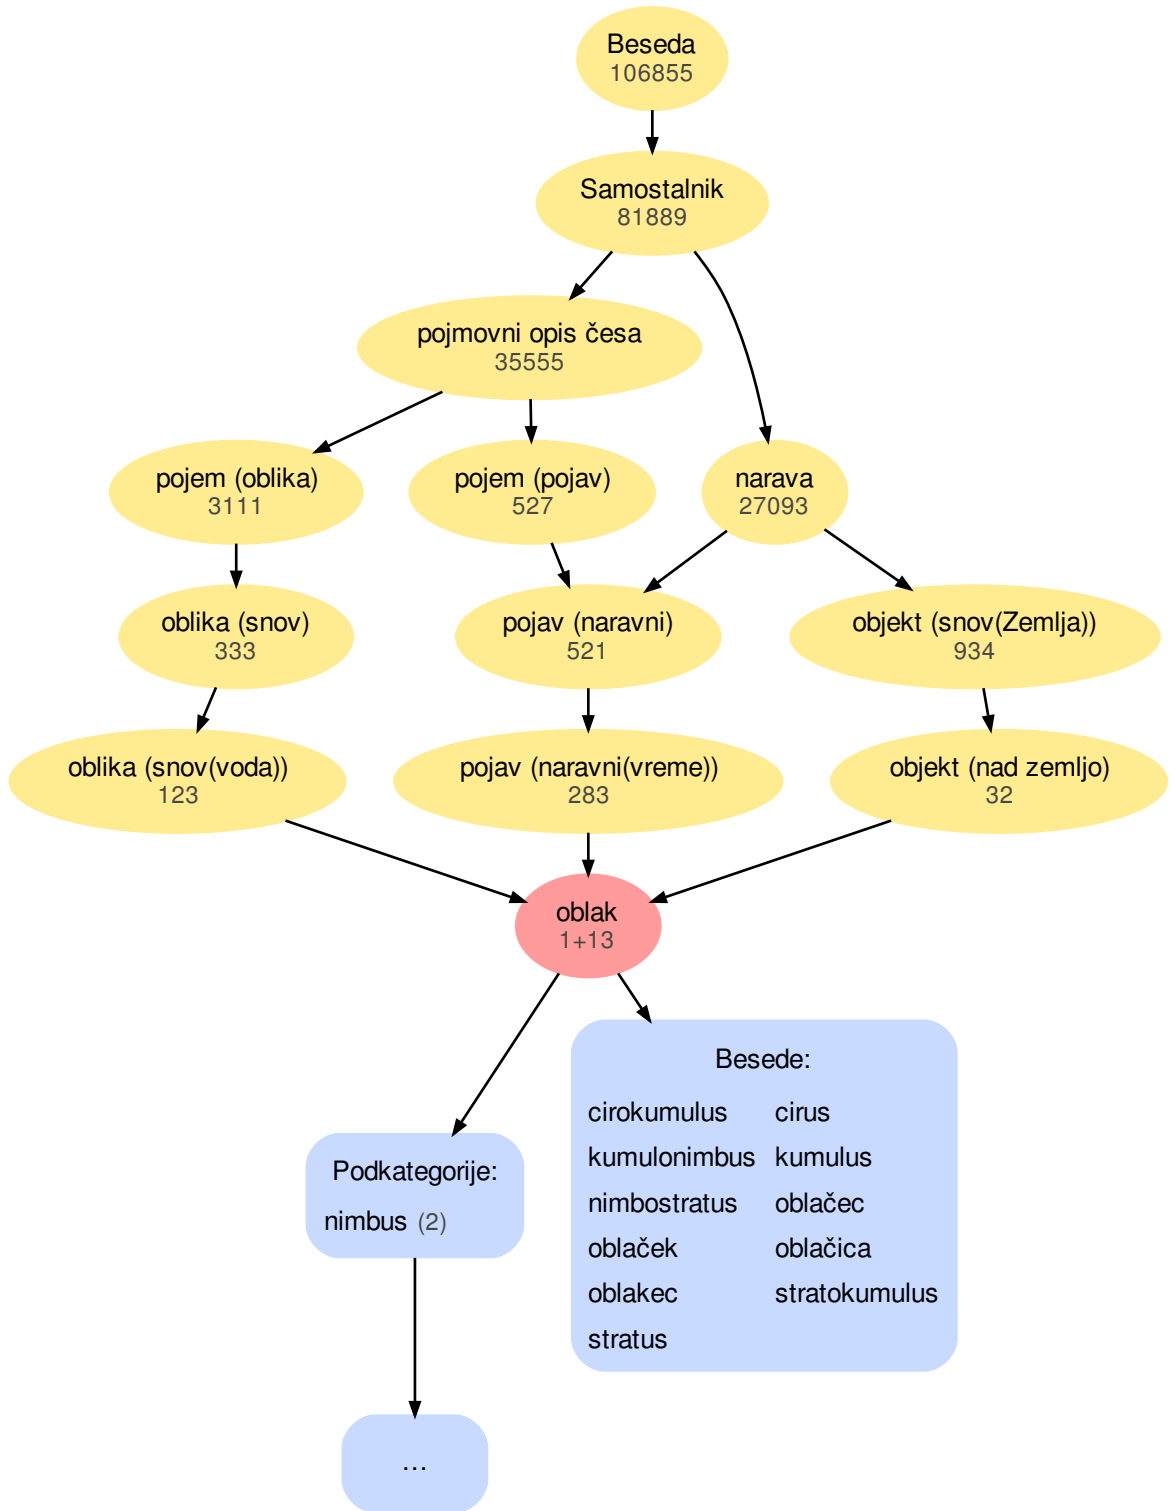 Beseda
106855
Samostalnik
81889
pojmovni opis česa
35555
pojem (oblika)
3111
pojem (pojav)
527
narava
27093
oblika (snov)
333
pojav (naravni)
521
objekt (snov(Zemlja))
934
oblika (snov(voda))
123
pojav (naravni(vreme))
283
objekt (nad zemljo)
32
oblak
1+13
Besede:
cirokumulus cirus
kumulonimbus kumulus
nimbostratus oblačec
oblaček oblačica
oblakec stratokumulus
stratus
Podkategorije:
nimbus (2)
...